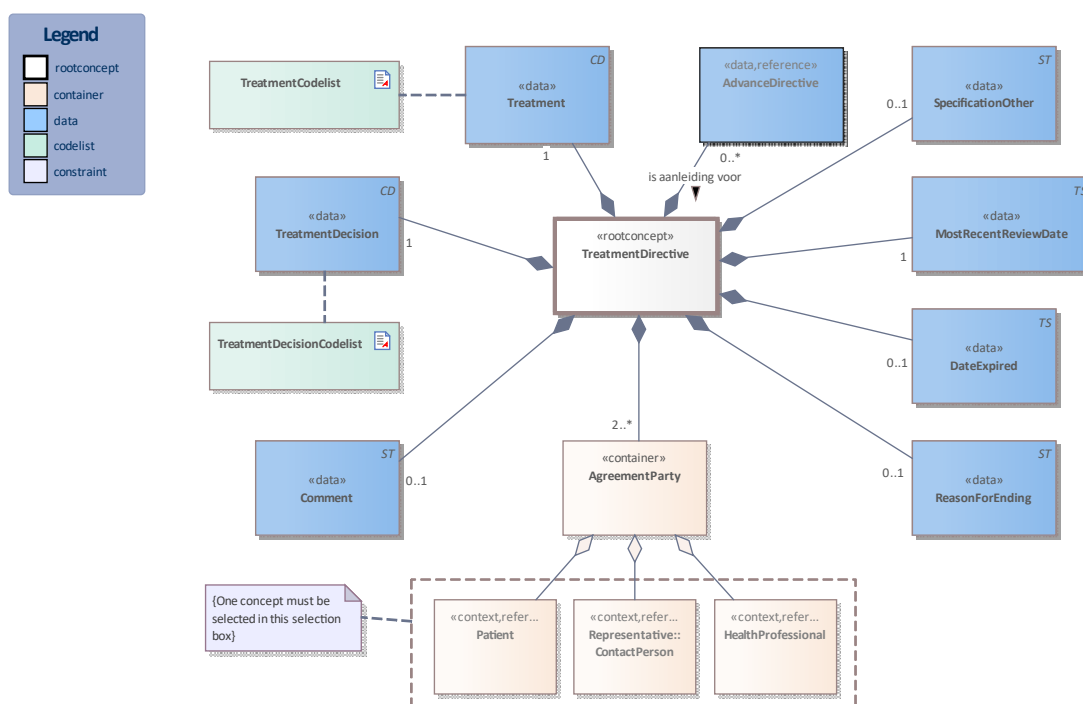 Legend
rootconcept
container
data
codelist
constraint
TreatmentCodelist
CD
«data»
Treatment
1
«data,reference»
AdvanceDirective
0..*
is aanleiding voor
ST
«data»
SpecificationOther
0..1
CD
«data»
TreatmentDecision
1
«rootconcept»
TreatmentDirective
TS
«data»
MostRecentReviewDate
1
TreatmentDecisionCodelist
TS
«data»
DateExpired
0..1
ST
«data»
Comment
0..1
2..*
«container»
AgreementParty
ST
«data»
ReasonForEnding
0..1
{One concept must be
selected in this selection
box}
«context,refer...
Patient
«context,refer...
Representative::
ContactPerson
«context,refer...
HealthProfessional